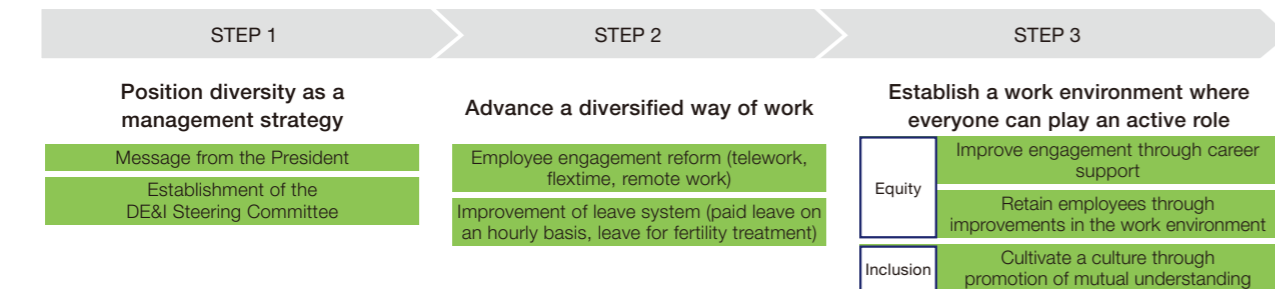 STEP 1
STEP 2
STEP 3
Position diversity as a
management strategy
Message from the President
Establishment of the
DE&I Steering Committee
Advance a diversified way of work
Employee engagement reform (telework,
flextime, remote work)
Improvement of leave system (paid leave on
an hourly basis, leave for fertility treatment)
Establish a work environment where
everyone can play an active role
Equity
Improve engagement through career
support
Retain employees through
improvements in the work environment
Inclusion
Cultivate a culture through
promotion of mutual understanding